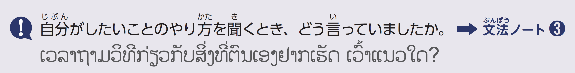 自分がしたいことのやり方を聞くとき、どう言っていましたか。 ➡ 文法ノート❸
ເວລາຖາມວິທີກ່ຽວກັບສິ່ງທີ່ຕົນເອງຢາກເຮັດ ເວົ້າແນວໃດ?